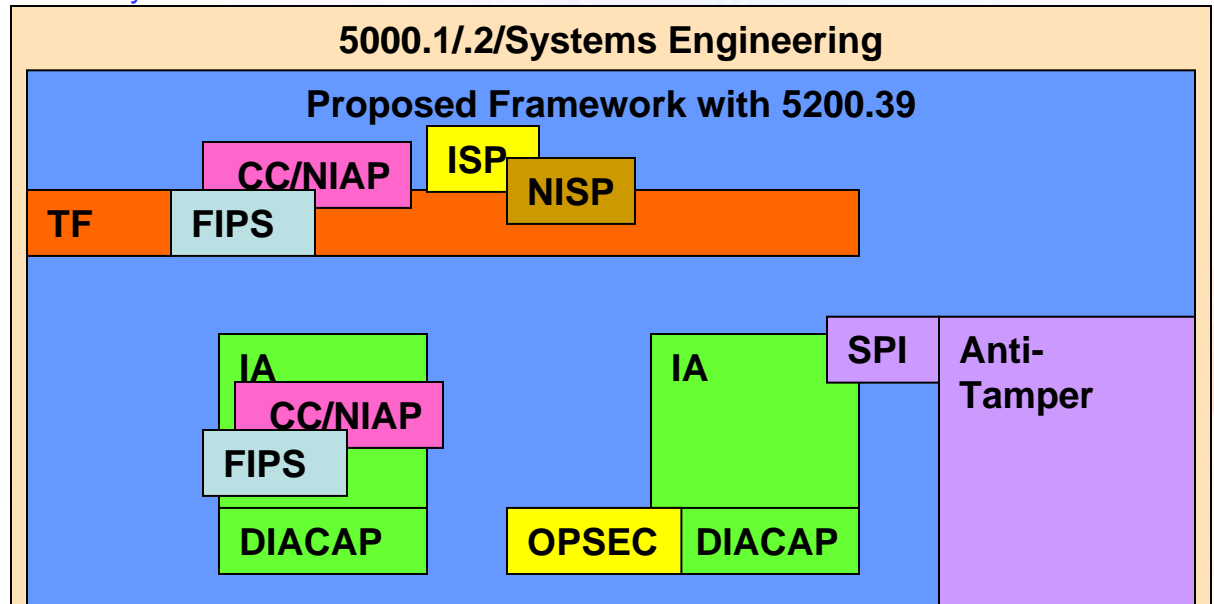 5000.1/.2/Systems Engineering
Proposed Framework with 5200.39
CC/NIAP
ISP
NISP
TF
FIPS
IA
CC/NIAP
FIPS
DIACAP
IA
SPI
Anti-
Tamper
OPSEC
DIACAP